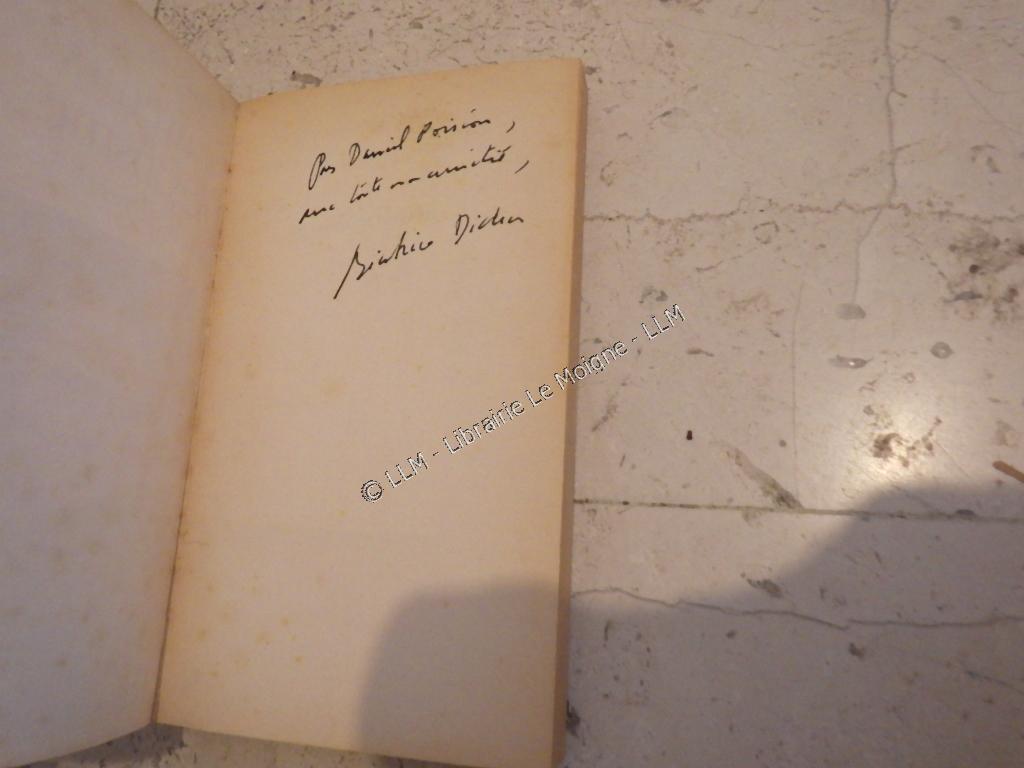 Pour Daniel Poirion,
avec toute mon amitié,
Béatrice Didier
© LLM - Librairie Le Moigne - LLM